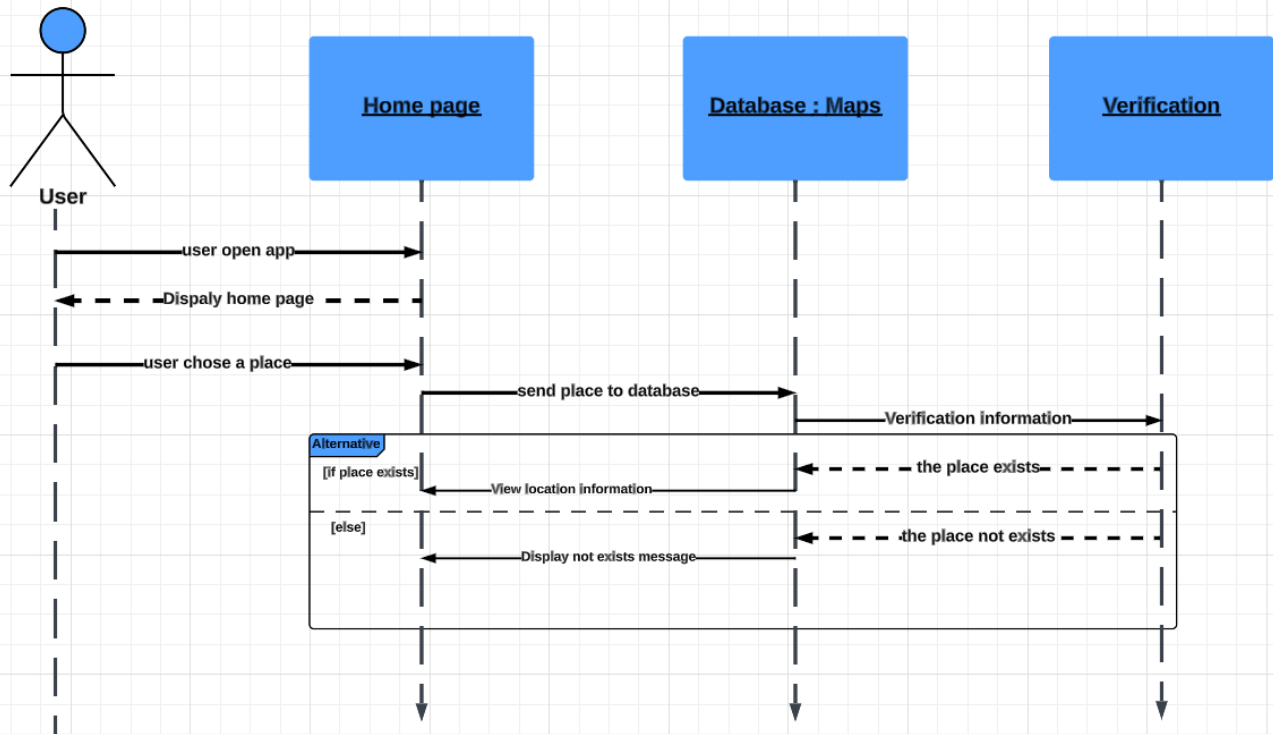 Home page
Database : Maps
Verification
User
user open app
Dispaly home page
user chose a place
send place to database
Verification information
Alternative
[if place exists]
the place exists
View location information
[else]
the place not exists
Display not exists message